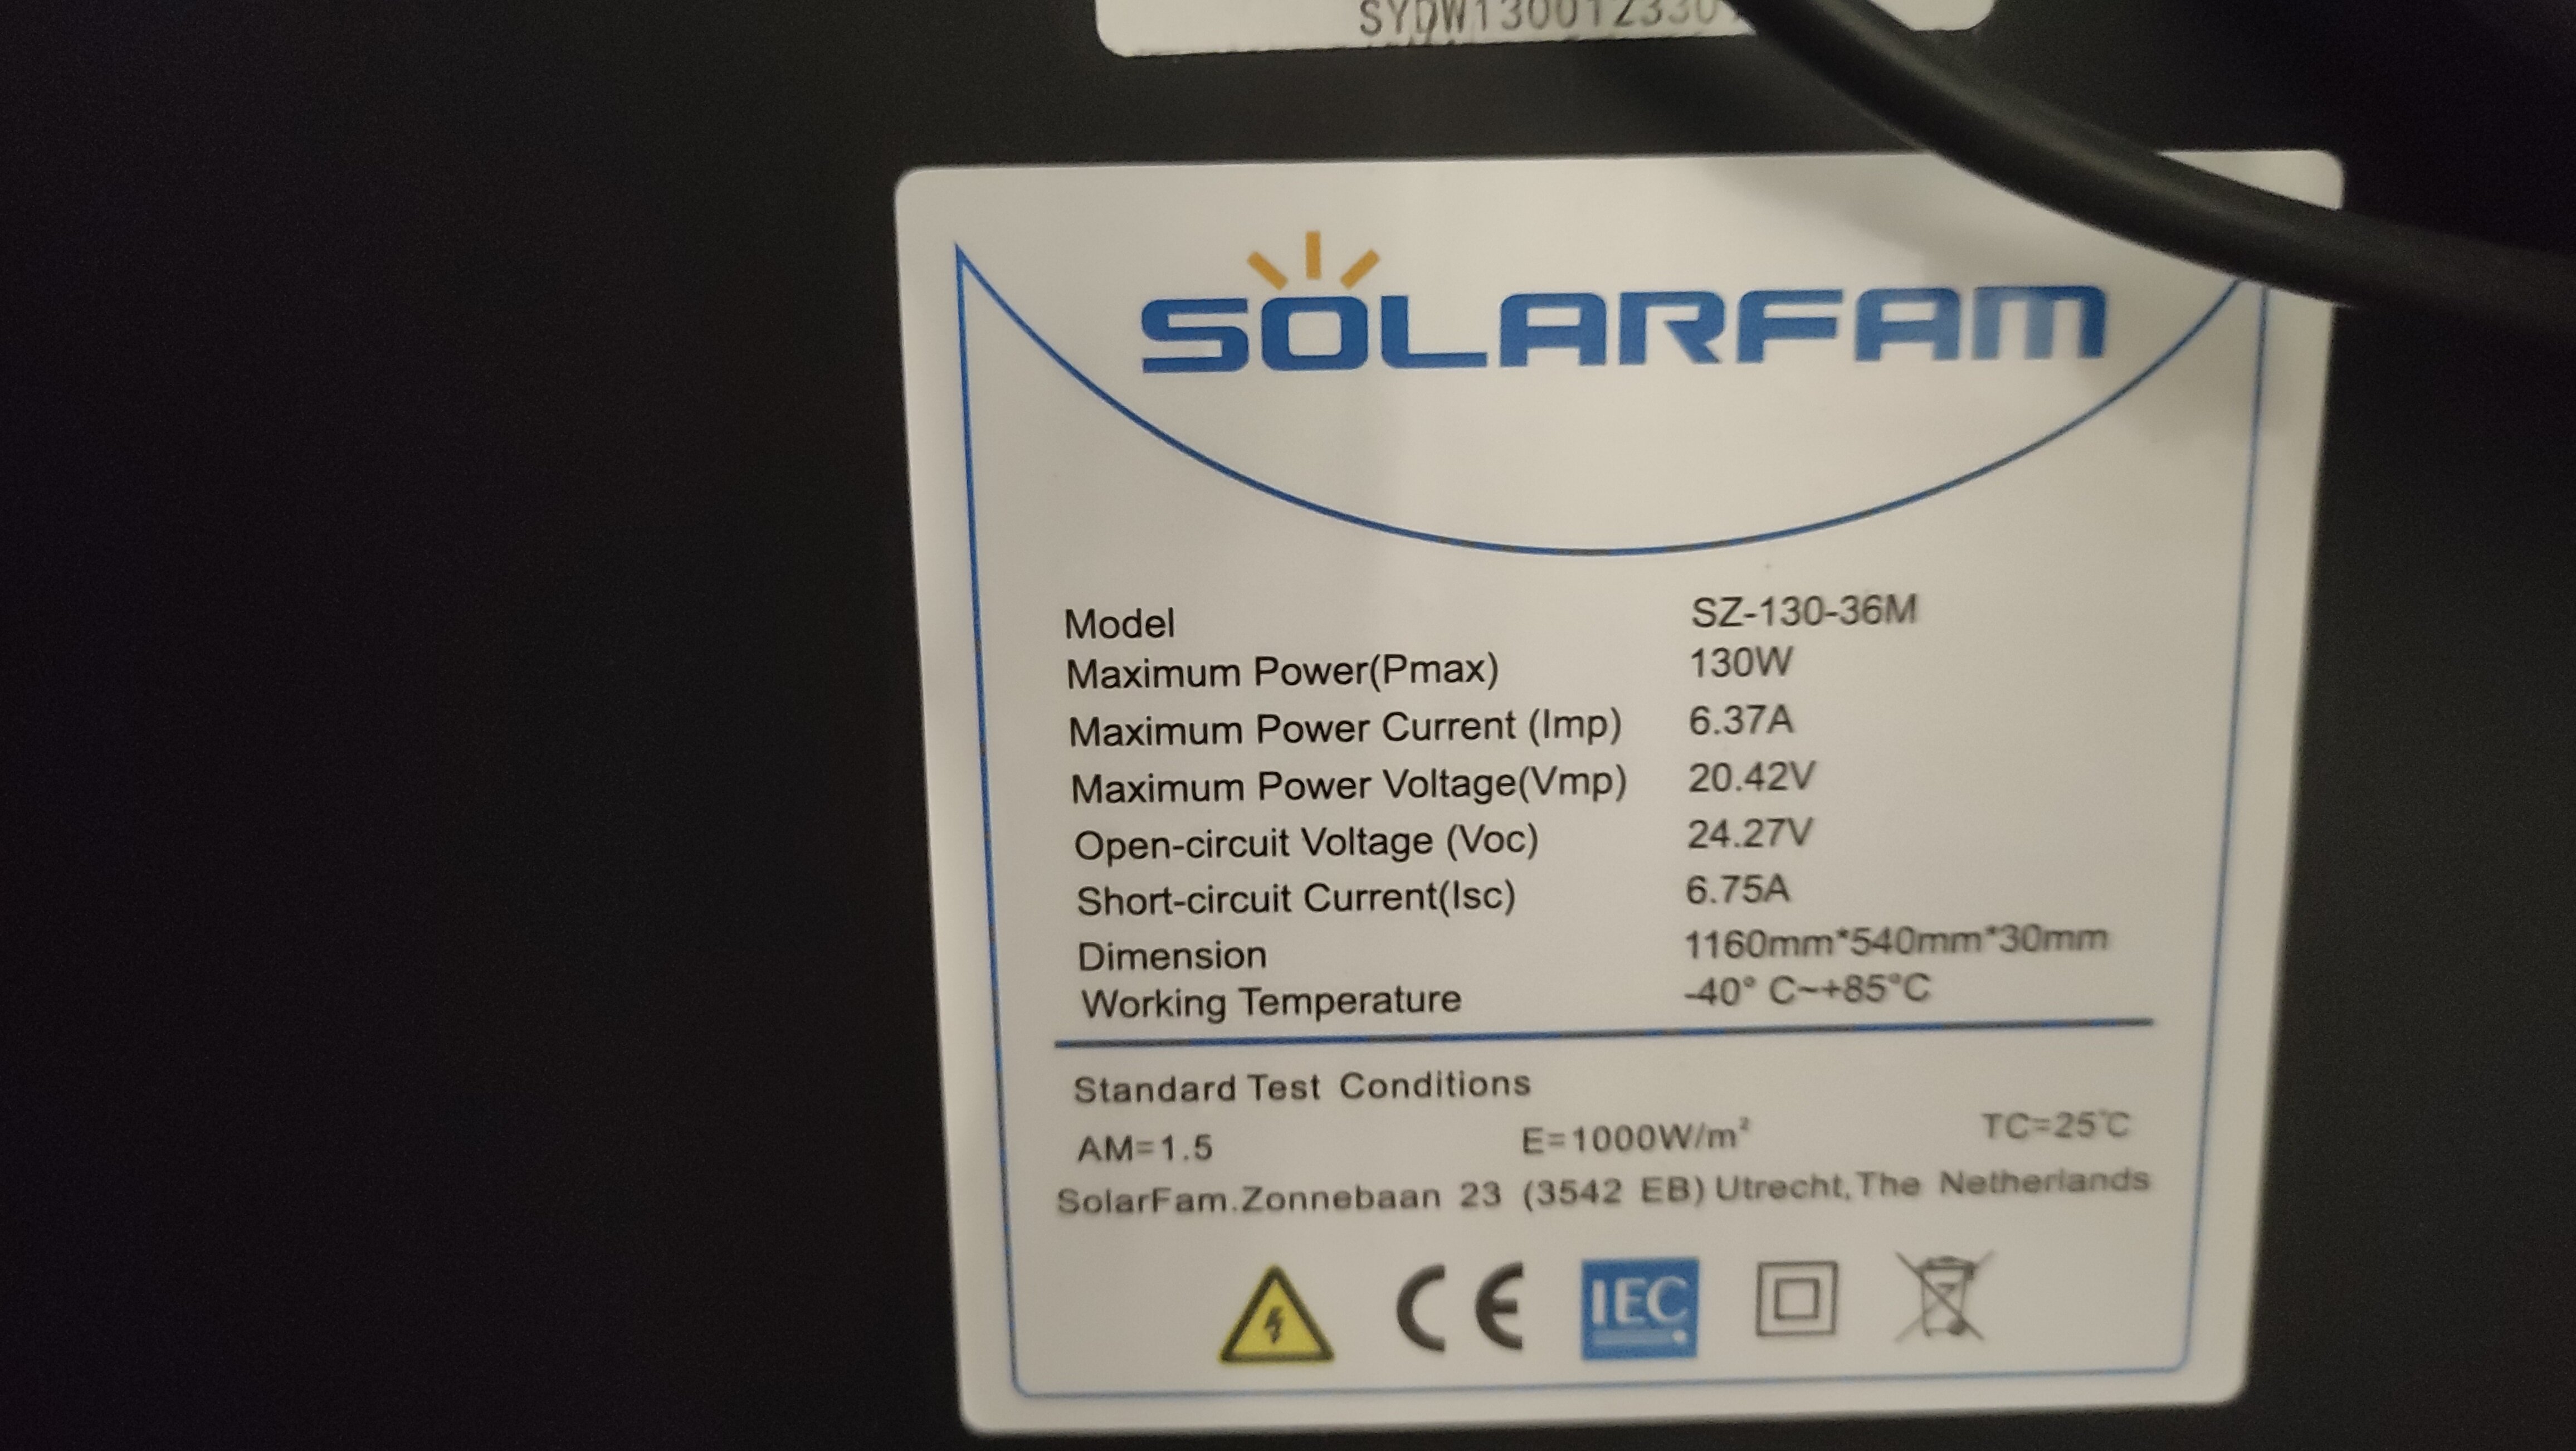 SYDW13001233
SOLARFAM
Model SZ-130-36M
Maximum Power(Pmax) 130W
Maximum Power Current (Imp) 6.37A
Maximum Power Voltage(Vmp) 20.42V
Open-circuit Voltage (Voc) 24.27V
Short-circuit Current(Isc) 6.75A
Dimension 1160mm*540mm*30mm
Working Temperature -40° C~+85°C
Standard Test Conditions
AM=1.5 E=1000W/m² TC=25℃
SolarFam.Zonnebaan 23 (3542 EB) Utrecht,The Netherlands
CE IEC